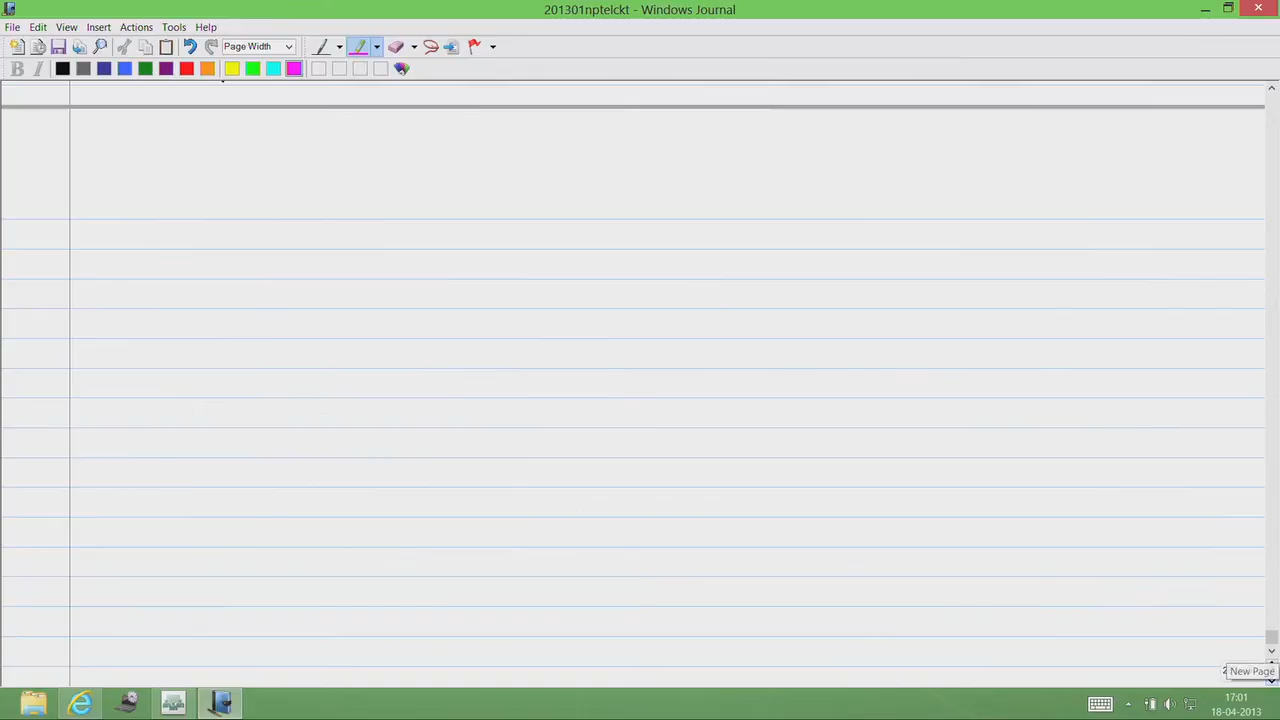 201301nptelckt - Windows Journal
File Edit View Insert Actions Tools Help
Page Width
B I
New Page
17:01
18-04-2013